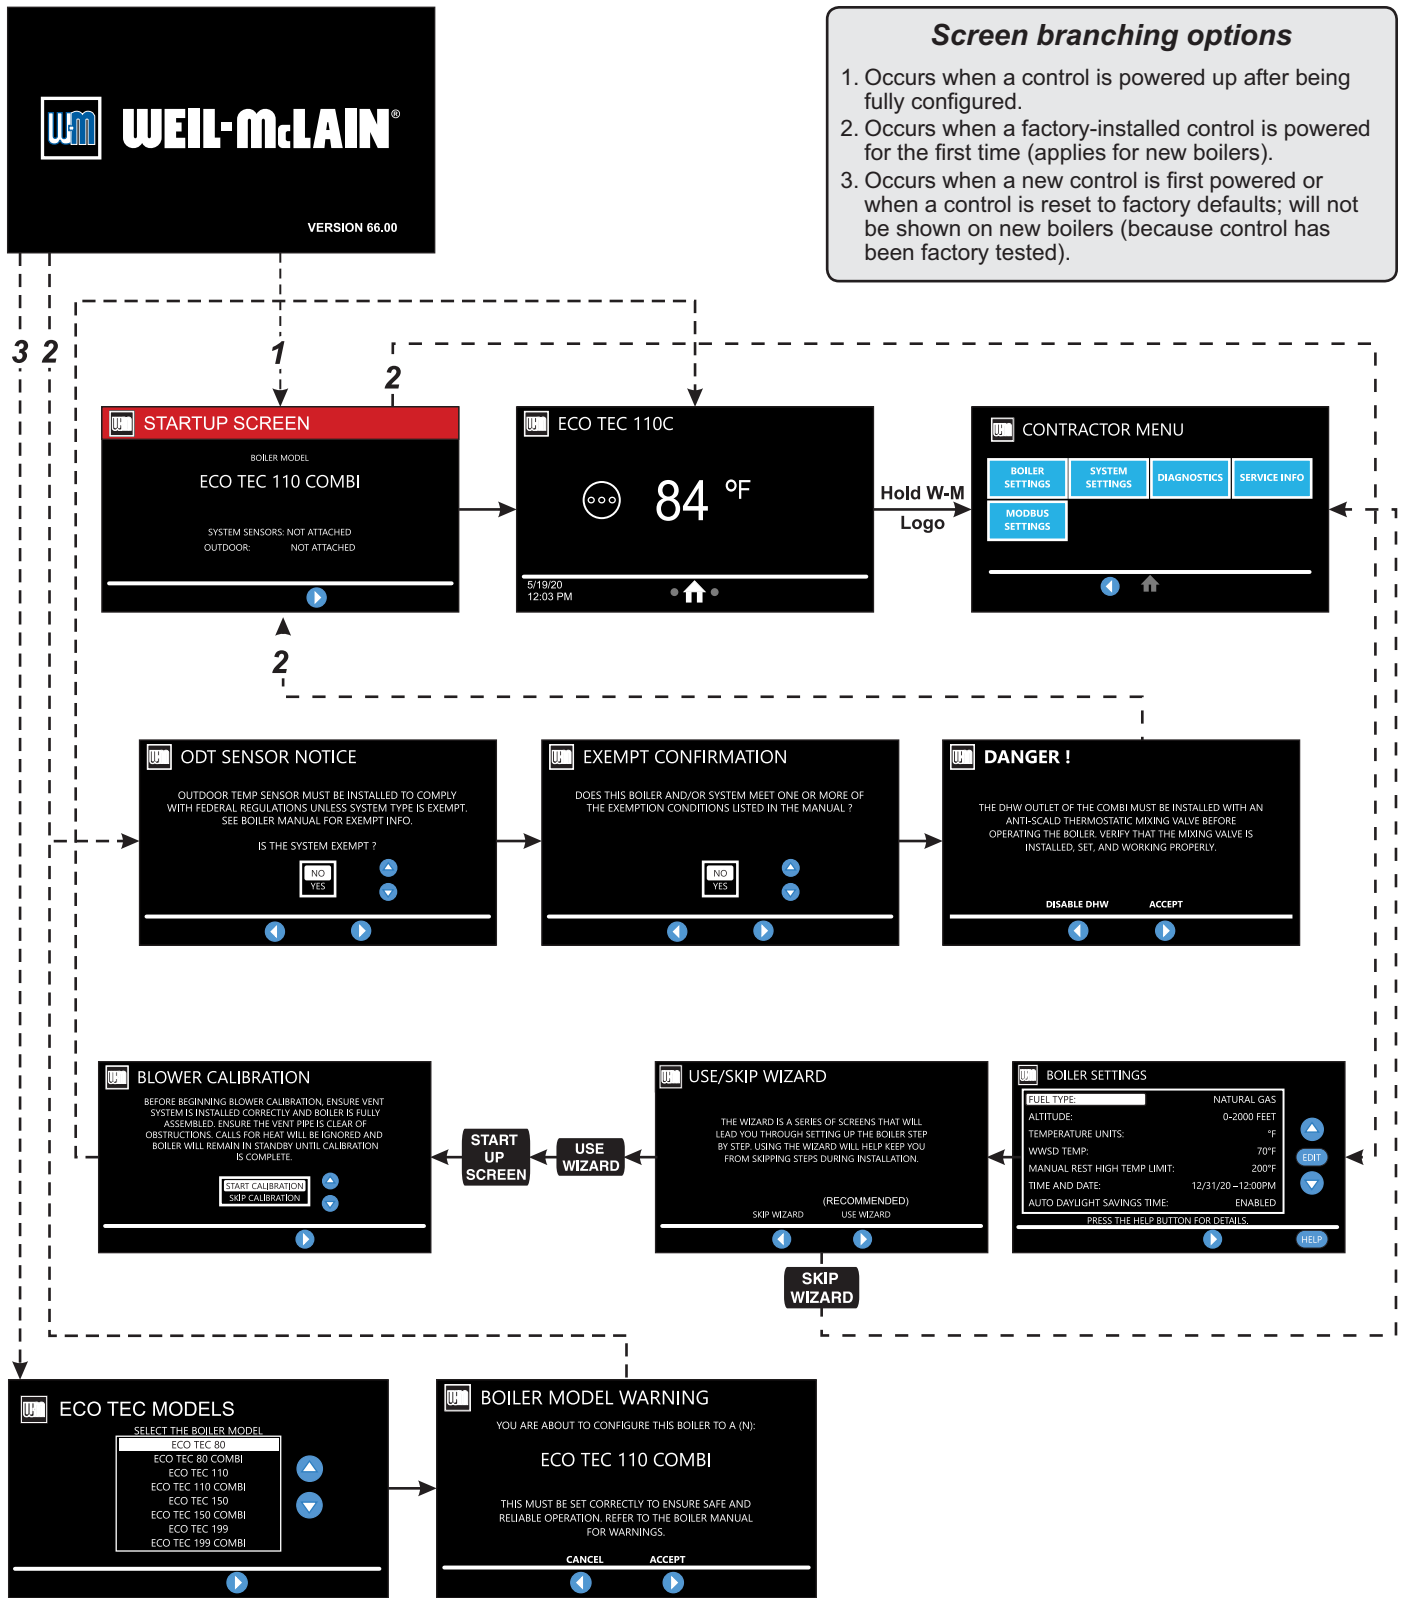 WM WEIL-McLAIN®
VERSION 66.00
Screen branching options
1. Occurs when a control is powered up after being
fully configured.
2. Occurs when a factory-installed control is powered
for the first time (applies for new boilers).
3. Occurs when a new control is first powered or
when a control is reset to factory defaults; will not
be shown on new boilers (because control has
been factory tested).
3 2 1 2
WM STARTUP SCREEN
BOILER MODEL
ECO TEC 110 COMBI
SYSTEM SENSORS: NOT ATTACHED
OUTDOOR: NOT ATTACHED
WM ECO TEC 110C
84 °F
5/19/20
12:03 PM
Hold W-M
Logo
WM CONTRACTOR MENU
BOILER
SETTINGS
SYSTEM
SETTINGS
DIAGNOSTICS
SERVICE INFO
MODBUS
SETTINGS
2
WM ODT SENSOR NOTICE
OUTDOOR TEMP SENSOR MUST BE INSTALLED TO COMPLY
WITH FEDERAL REGULATIONS UNLESS SYSTEM TYPE IS EXEMPT.
SEE BOILER MANUAL FOR EXEMPT INFO.
IS THE SYSTEM EXEMPT ?
NO
YES
WM EXEMPT CONFIRMATION
DOES THIS BOILER AND/OR SYSTEM MEET ONE OR MORE OF
THE EXEMPTION CONDITIONS LISTED IN THE MANUAL ?
NO
YES
WM DANGER !
THE DHW OUTLET OF THE COMBI MUST BE INSTALLED WITH AN
ANTI-SCALD THERMOSTATIC MIXING VALVE BEFORE
OPERATING THE BOILER. VERIFY THAT THE MIXING VALVE IS
INSTALLED, SET, AND WORKING PROPERLY.
DISABLE DHW ACCEPT
WM BLOWER CALIBRATION
BEFORE BEGINNING BLOWER CALIBRATION, ENSURE VENT
SYSTEM IS INSTALLED CORRECTLY AND BOILER IS FULLY
ASSEMBLED. ENSURE THE VENT PIPE IS CLEAR OF
OBSTRUCTIONS. CALLS FOR HEAT WILL BE IGNORED AND
BOILER WILL REMAIN IN STANDBY UNTIL CALIBRATION
IS COMPLETE.
START CALIBRATION
SKIP CALIBRATION
START
UP
SCREEN
USE
WIZARD
WM USE/SKIP WIZARD
THE WIZARD IS A SERIES OF SCREENS THAT WILL
LEAD YOU THROUGH SETTING UP THE BOILER STEP
BY STEP. USING THE WIZARD WILL HELP KEEP YOU
FROM SKIPPING STEPS DURING INSTALLATION.
(RECOMMENDED)
SKIP WIZARD USE WIZARD
SKIP
WIZARD
WM BOILER SETTINGS
FUEL TYPE: NATURAL GAS
ALTITUDE: 0-2000 FEET
TEMPERATURE UNITS: °F
WWSD TEMP: 70°F
MANUAL REST HIGH TEMP LIMIT: 200°F
TIME AND DATE: 12/31/20 –12:00PM
AUTO DAYLIGHT SAVINGS TIME: ENABLED
PRESS THE HELP BUTTON FOR DETAILS.
EDIT
HELP
WM ECO TEC MODELS
SELECT THE BOILER MODEL
ECO TEC 80
ECO TEC 80 COMBI
ECO TEC 110
ECO TEC 110 COMBI
ECO TEC 150
ECO TEC 150 COMBI
ECO TEC 199
ECO TEC 199 COMBI
WM BOILER MODEL WARNING
YOU ARE ABOUT TO CONFIGURE THIS BOILER TO A (N):
ECO TEC 110 COMBI
THIS MUST BE SET CORRECTLY TO ENSURE SAFE AND
RELIABLE OPERATION. REFER TO THE BOILER MANUAL
FOR WARNINGS.
CANCEL ACCEPT